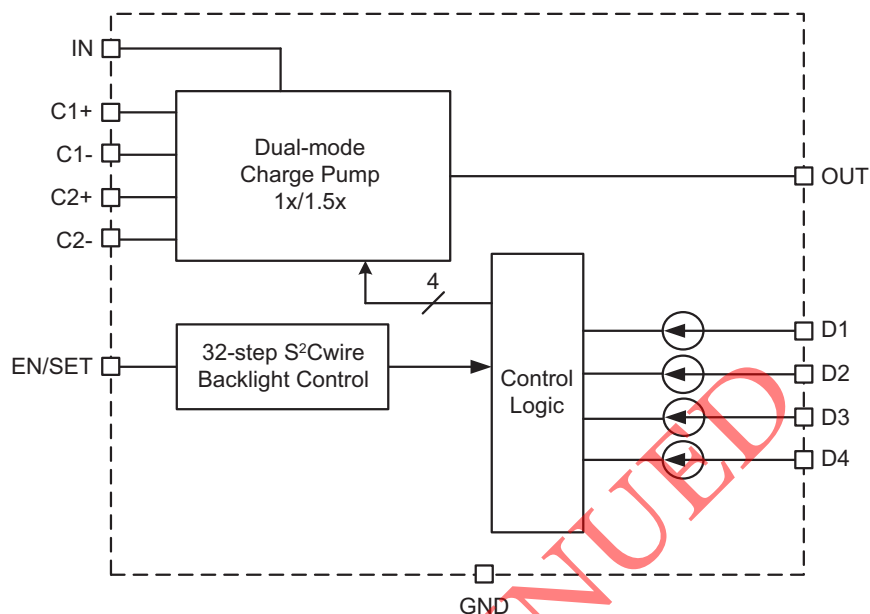 IN
C1+
C1-
C2+
C2-
Dual-mode
Charge Pump
1x/1.5x
OUT
4
EN/SET
32-step S²Cwire
Backlight Control
Control
Logic
D1
D2
D3
D4
GND
NUED